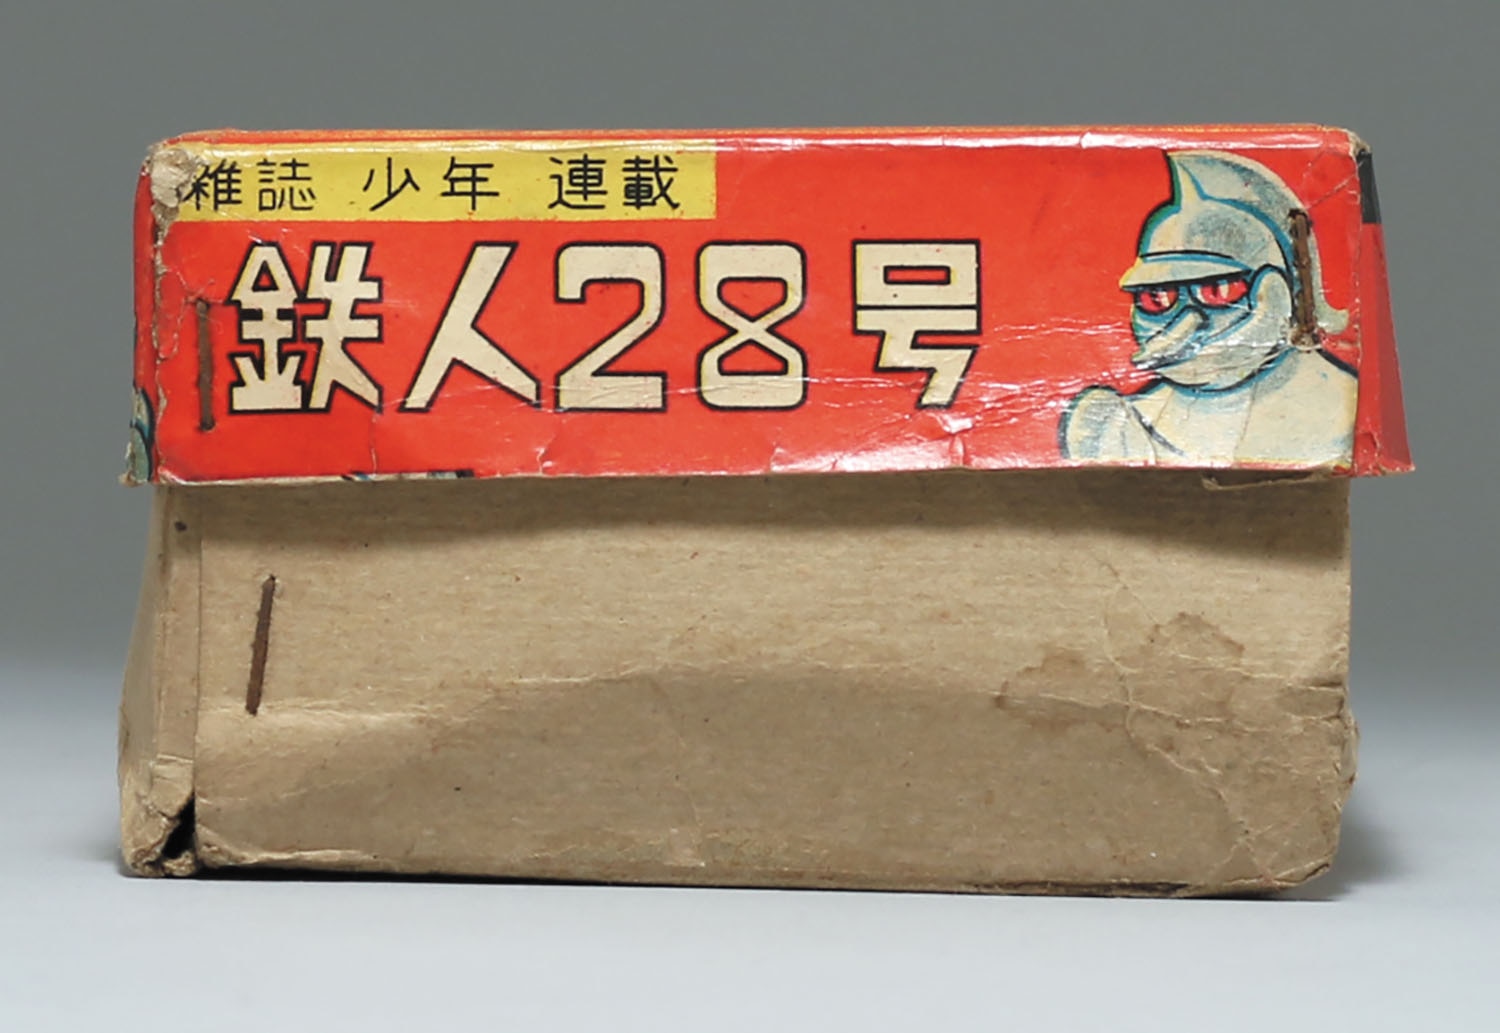 雑誌 少年 連載
鉄人28号